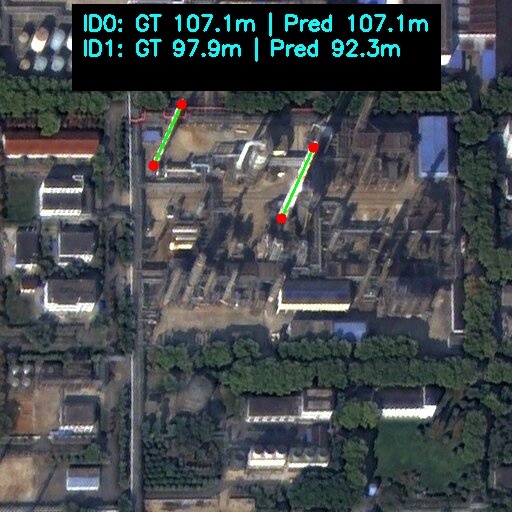 ID0: GT 107.1m | Pred 107.1m
ID1: GT 97.9m | Pred 92.3m